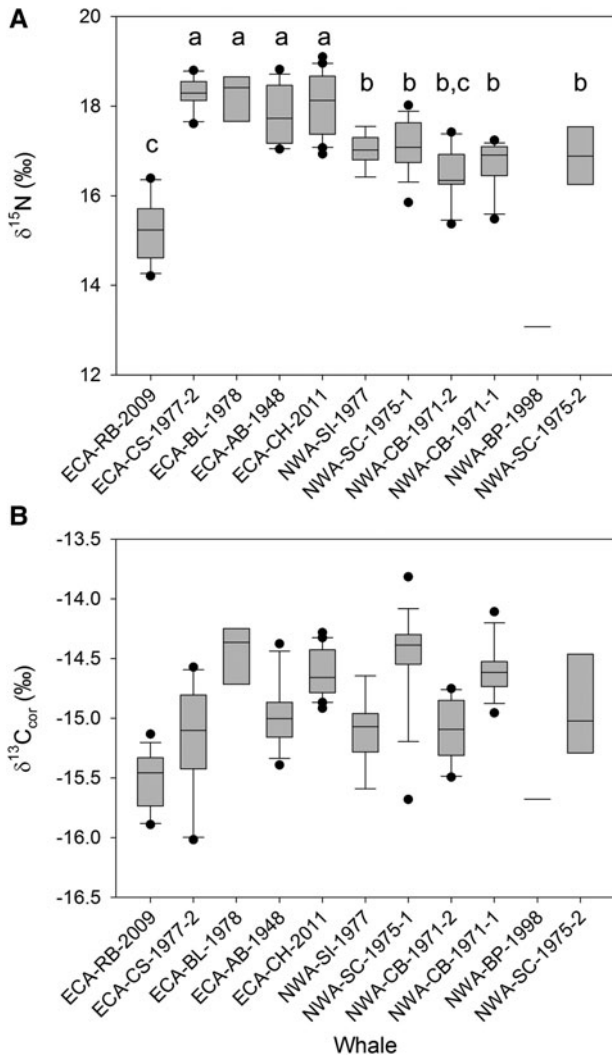 A
δ15N (‰)
20
18
16
14
12
c
a
a
a
a
b
b
b,c
b
b
ECA-RB-2009
ECA-CS-1977-2
ECA-BL-1978
ECA-AB-1948
ECA-CH-2011
NWA-SI-1977
NWA-SC-1975-1
NWA-CB-1971-2
NWA-CB-1971-1
NWA-BP-1998
NWA-SC-1975-2
B
δ13Ccor (‰)
-13.5
-14.0
-14.5
-15.0
-15.5
-16.0
-16.5
ECA-RB-2009
ECA-CS-1977-2
ECA-BL-1978
ECA-AB-1948
ECA-CH-2011
NWA-SI-1977
NWA-SC-1975-1
NWA-CB-1971-2
NWA-CB-1971-1
NWA-BP-1998
NWA-SC-1975-2
Whale